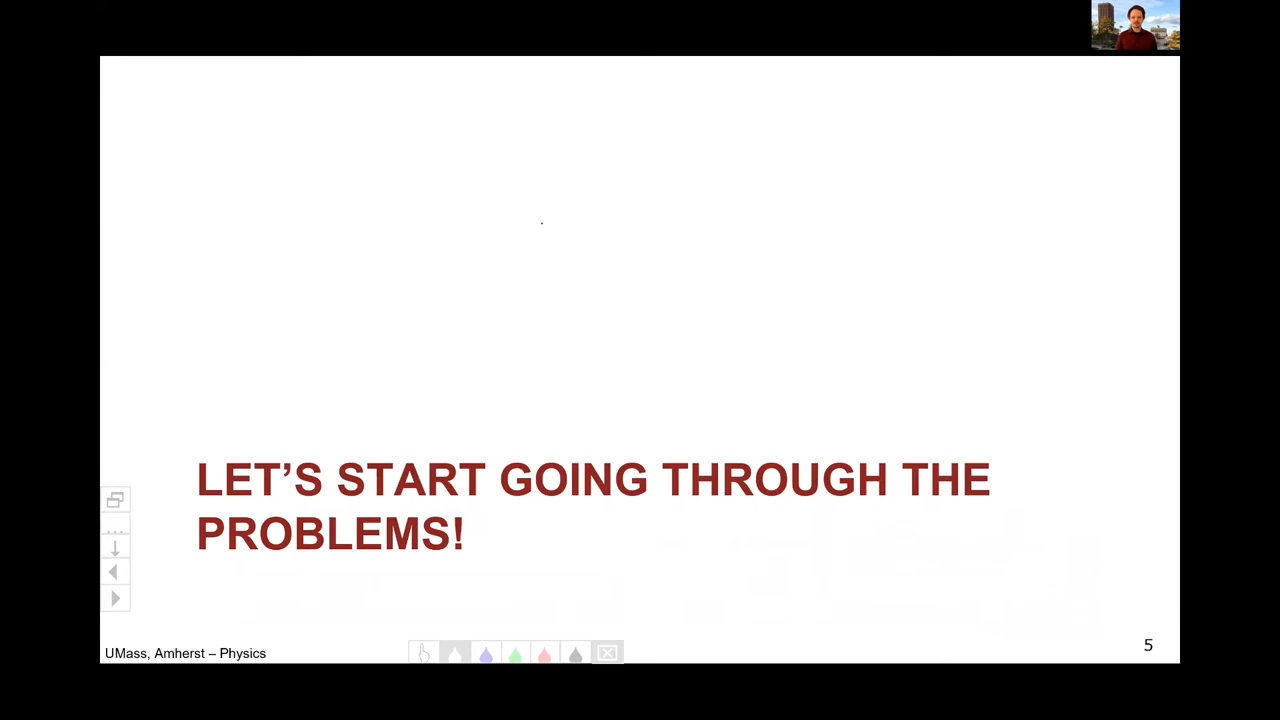 LET’S START GOING THROUGH THE
PROBLEMS!
UMass, Amherst – Physics
5